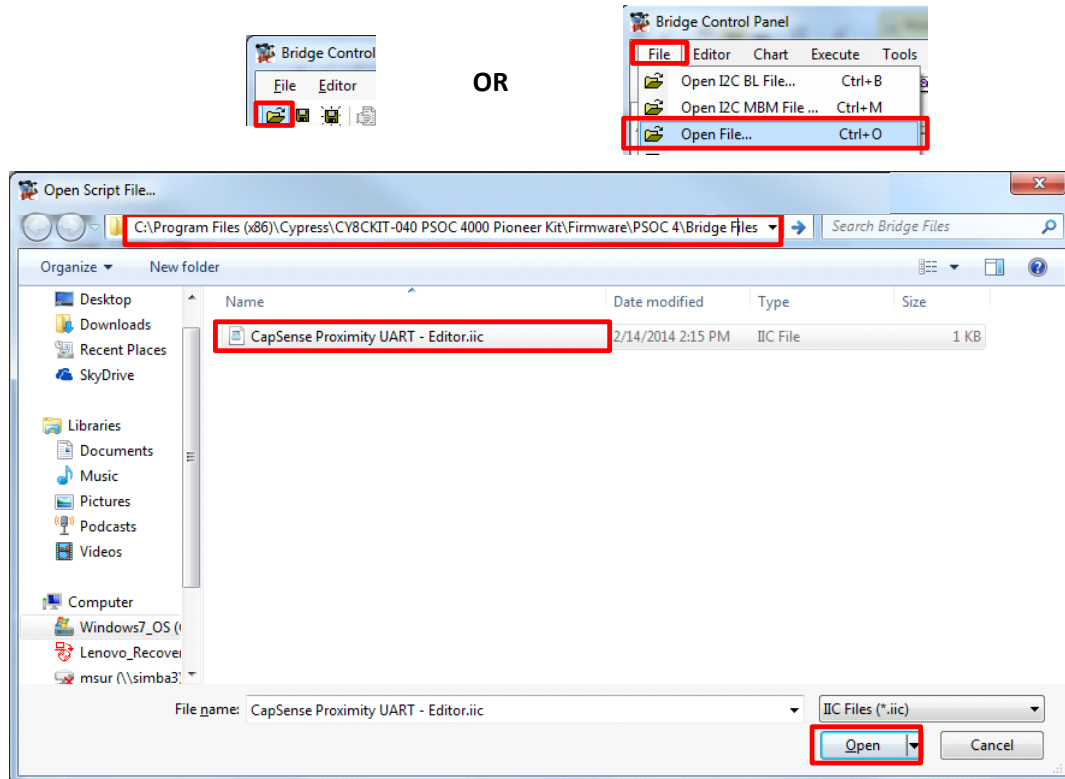 Bridge Control
File Editor
OR
Bridge Control Panel
File Editor Chart Execute Tools
Open I2C BL File... Ctrl+B
Open I2C MBM File ... Ctrl+M
Open File... Ctrl+O
Open Script File...
C:\Program Files (x86)\Cypress\CY8CKIT-040 PSOC 4000 Pioneer Kit\Firmware\PSOC 4\Bridge Files
Search Bridge Files
Organize New folder
Name Date modified Type Size
CapSense Proximity UART - Editor.iic 2/14/2014 2:15 PM IIC File 1 KB
Desktop
Downloads
Recent Places
SkyDrive
Libraries
Documents
Music
Pictures
Podcasts
Videos
Computer
Windows7_OS (
Lenovo_Recover
msur (\\simba3)
File name: CapSense Proximity UART - Editor.iic
IIC Files (*.iic)
Open Cancel